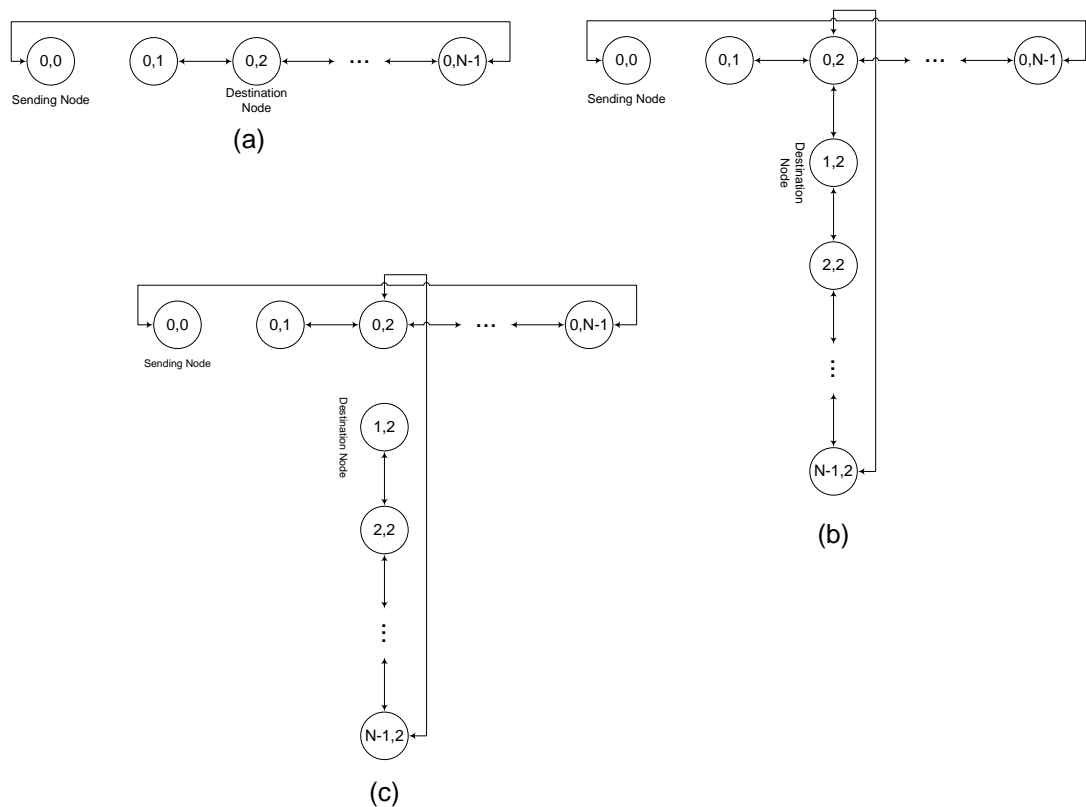 0,0
0,1
0,2
...
0,N-1
Sending Node
Destination
Node
(a)
0,0
0,1
0,2
...
0,N-1
Sending Node
1,2
Destination
Node
2,2
...
N-1,2
(b)
0,0
0,1
0,2
...
0,N-1
Sending Node
1,2
Destination Node
2,2
...
N-1,2
(c)